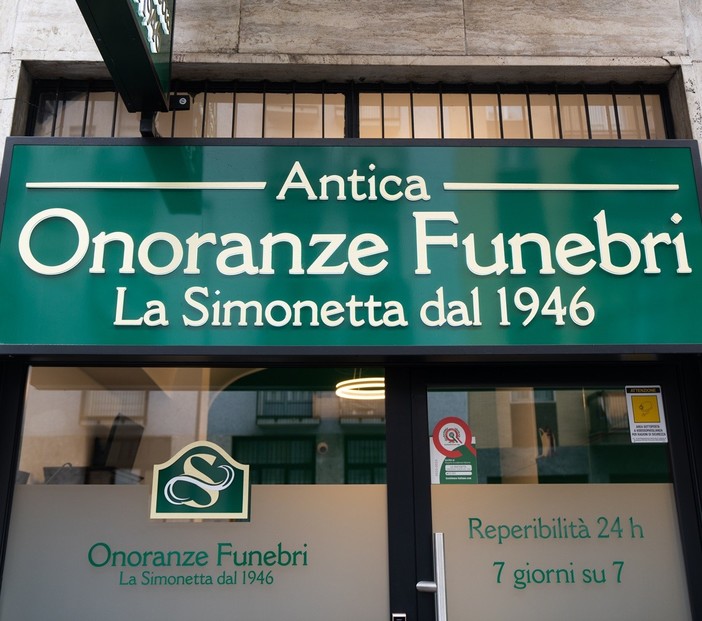 Antica
Onoranze Funebri
La Simonetta dal 1946
S
Onoranze Funebri
La Simonetta dal 1946
ATTENZIONE
Reperibilità 24 h
7 giorni su 7